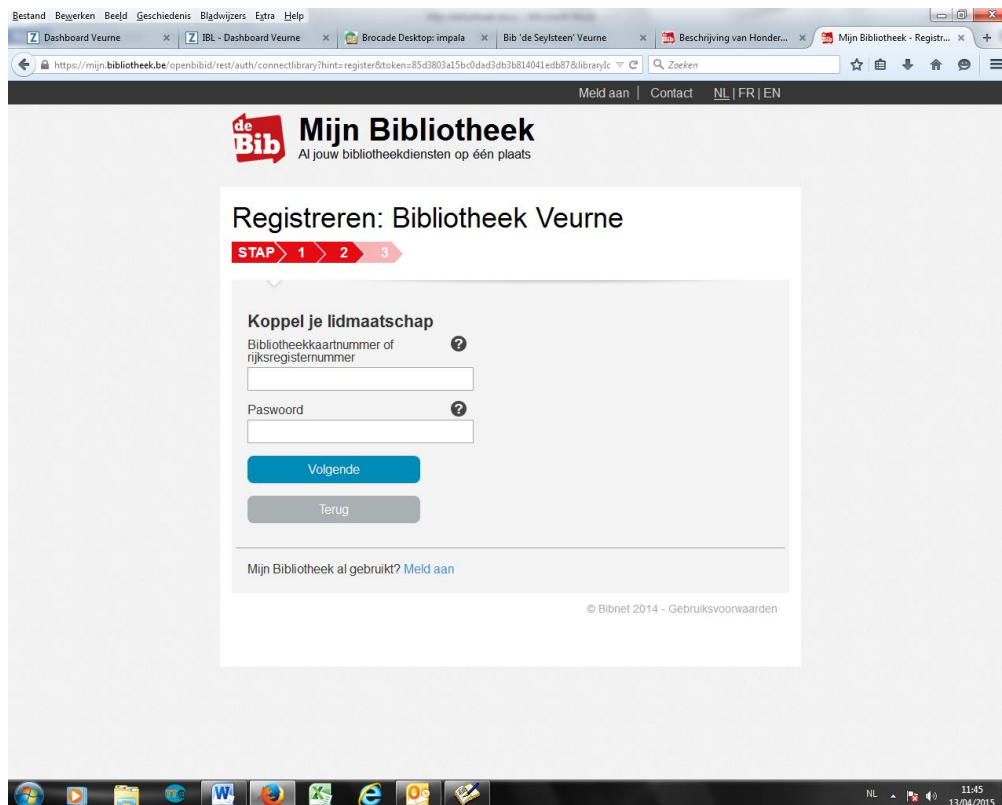 Bestand Bewerken Beeld Geschiedenis Bladwijzers Extra Help
Dashboard Veurne
IBL - Dashboard Veurne
Brocade Desktop: impala
Bib 'de Seylsteen' Veurne
Beschrijving van Honder...
Mijn Bibliotheek - Registr...
https://mijn.bibliotheek.be/openbibid/rest/auth/connectlibrary?hint=register&token=85d3803a15bc0dad3db3b814041edb87&librarylc
Zoeken
Meld aan | Contact NL | FR | EN
de Bib
Mijn Bibliotheek
Al jouw bibliotheekdiensten op één plaats
Registreren: Bibliotheek Veurne
STAP 1 2 3
Koppel je lidmaatschap
Bibliotheekkaartnummer of
rijksregisternummer
Paswoord
Volgende
Terug
Mijn Bibliotheek al gebruikt? Meld aan
© Bibnet 2014 - Gebruiksvoorwaarden
NL
11:45
13/04/2015